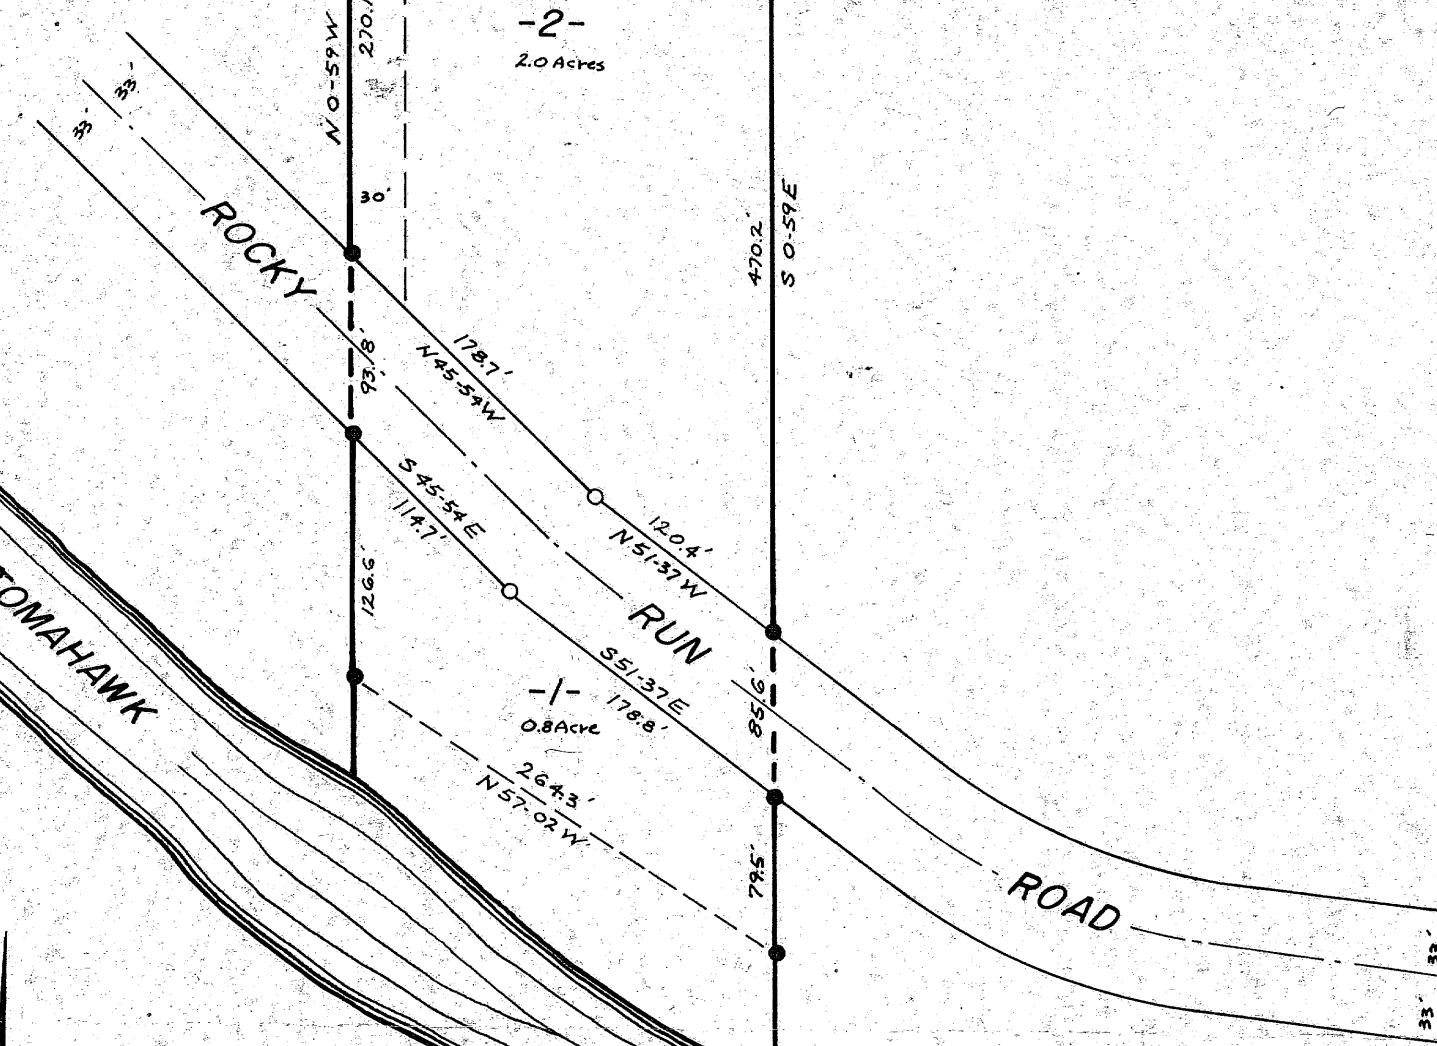 -2-
2.0 Acres
N 0-59 W
270.1
33'
33'
30'
ROCKY
470.2'
S 0-59 E
178.7'
N 45-54 W
93.8'
S 45-54 E
114.7'
120.4'
N 51-37 W
126.6'
RUN
TOMAHAWK
S 51-37 E
178.8'
-1-
0.8 Acre
85.6'
264.3'
N 57-02 W
79.5'
ROAD
33'
33'